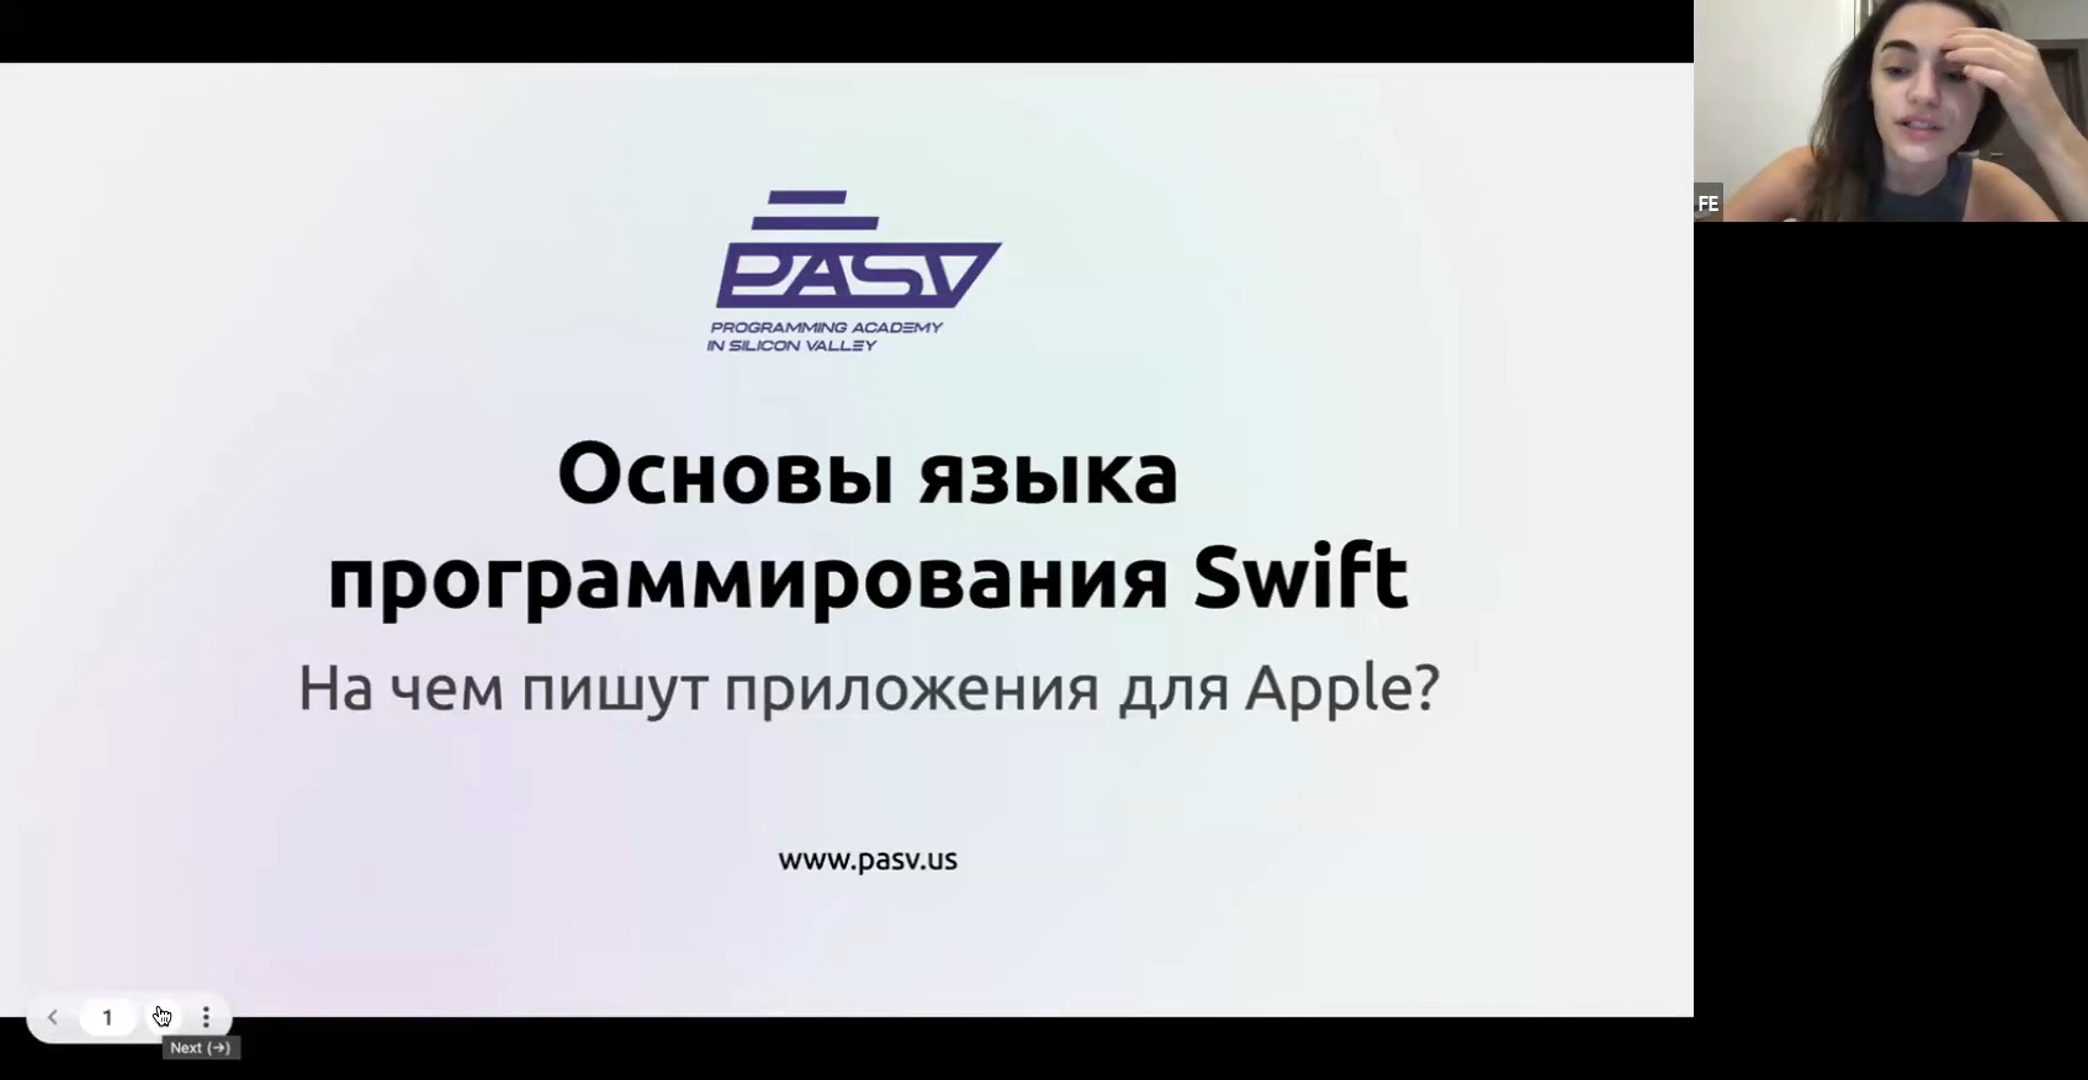 PASV
PROGRAMMING ACADEMY
IN SILICON VALLEY
Основы языка
программирования Swift
На чем пишут приложения для Apple?
www.pasv.us
1
Next (→)
FE